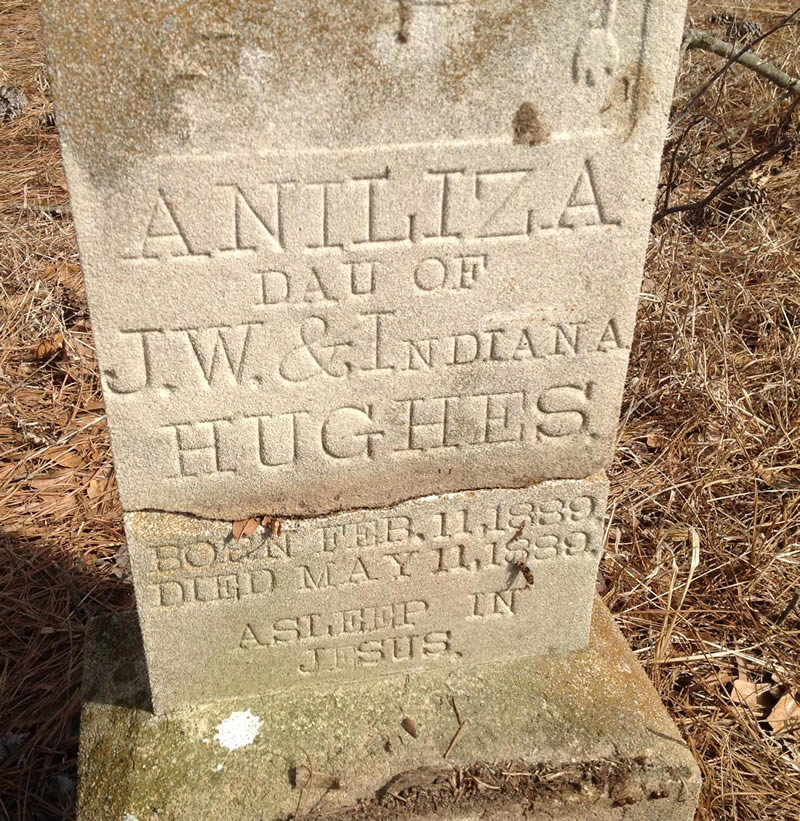 ANILIZA
DAU OF
J.W. & INDIANA
HUGHES.
BORN FEB. 11, 1889.
DIED MAY 11, 1889.
ASLEEP IN
JESUS.